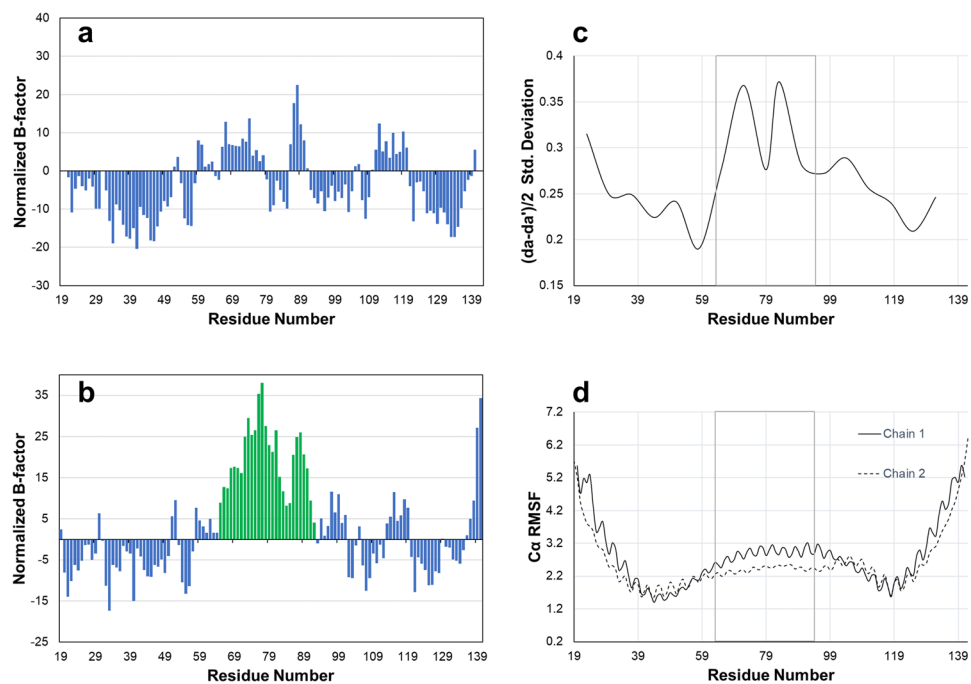 a
Normalized B-factor
40
30
20
10
0
-10
-20
-30
19 29 39 49 59 69 79 89 99 109 119 129 139
Residue Number
c
(da-da')/2 Std. Deviation
0.4
0.35
0.3
0.25
0.2
0.15
19 39 59 79 99 119 139
Residue Number
b
Normalized B-factor
35
25
15
5
-5
-15
-25
19 29 39 49 59 69 79 89 99 109 119 129 139
Residue Number
d
Cα RMSF
7.2
6.2
5.2
4.2
3.2
2.2
1.2
0.2
Chain 1
Chain 2
19 39 59 79 99 119 139
Residue Number